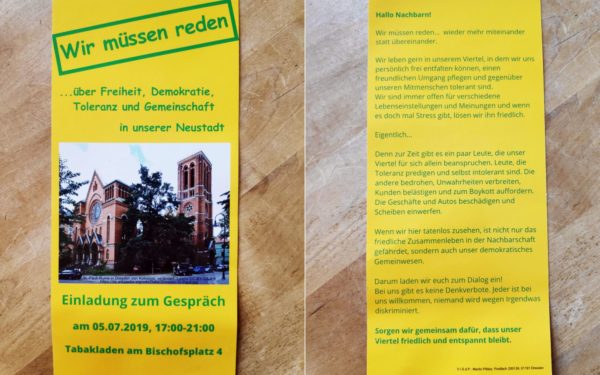 Wir müssen reden
...über Freiheit, Demokratie,
Toleranz und Gemeinschaft
in unserer Neustadt
Einladung zum Gespräch
am 05.07.2019, 17:00-21:00
Tabakladen am Bischofsplatz 4
Hallo Nachbarn!
Wir müssen reden... wieder mehr miteinander
statt übereinander.
Wir leben gern in unserem Viertel, in dem wir uns
persönlich frei entfalten können, einen
freundlichen Umgang pflegen und gegenüber
unseren Mitmenschen tolerant sind.
Wir sind immer offen für verschiedene
Lebenseinstellungen und Meinungen und wenn
es doch mal Stress gibt, lösen wir ihn friedlich.
Eigentlich...
Denn zur Zeit gibt es ein paar Leute, die unser
Viertel für sich allein beanspruchen. Leute, die
Toleranz predigen und selbst intolerant sind. Die
andere bedrohen, Unwahrheiten verbreiten,
Kunden belästigen und zum Boykott auffordern.
Die Geschäfte und Autos beschädigen und
Scheiben einwerfen.
Wenn wir hier tatenlos zusehen, ist nicht nur das
friedliche Zusammenleben in der Nachbarschaft
gefährdet, sondern auch unser demokratisches
Gemeinwesen.
Darum laden wir euch zum Dialog ein!
Bei uns gibt es keine Denkverbote. Jeder ist bei
uns willkommen, niemand wird wegen Irgendwas
diskriminiert.
Sorgen wir gemeinsam dafür, dass unser
Viertel friedlich und entspannt bleibt.